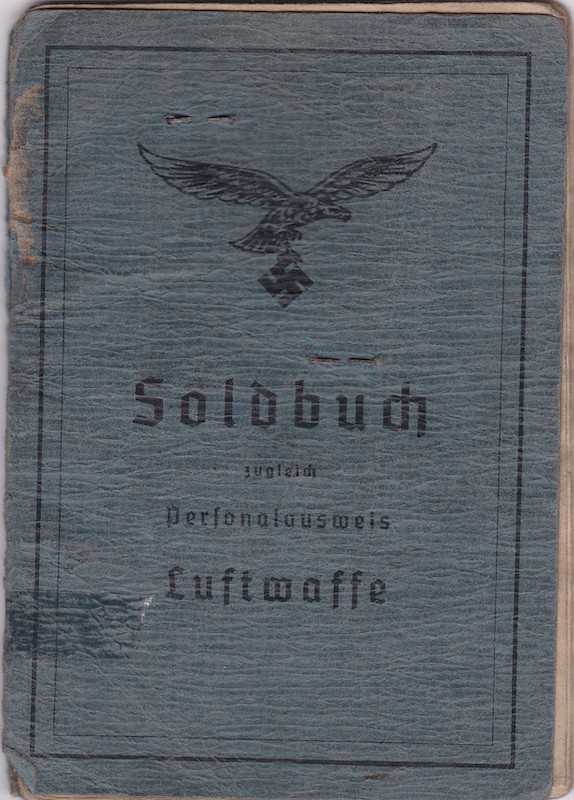 Soldbuch
zugleich
Personalausweis
Luftwaffe